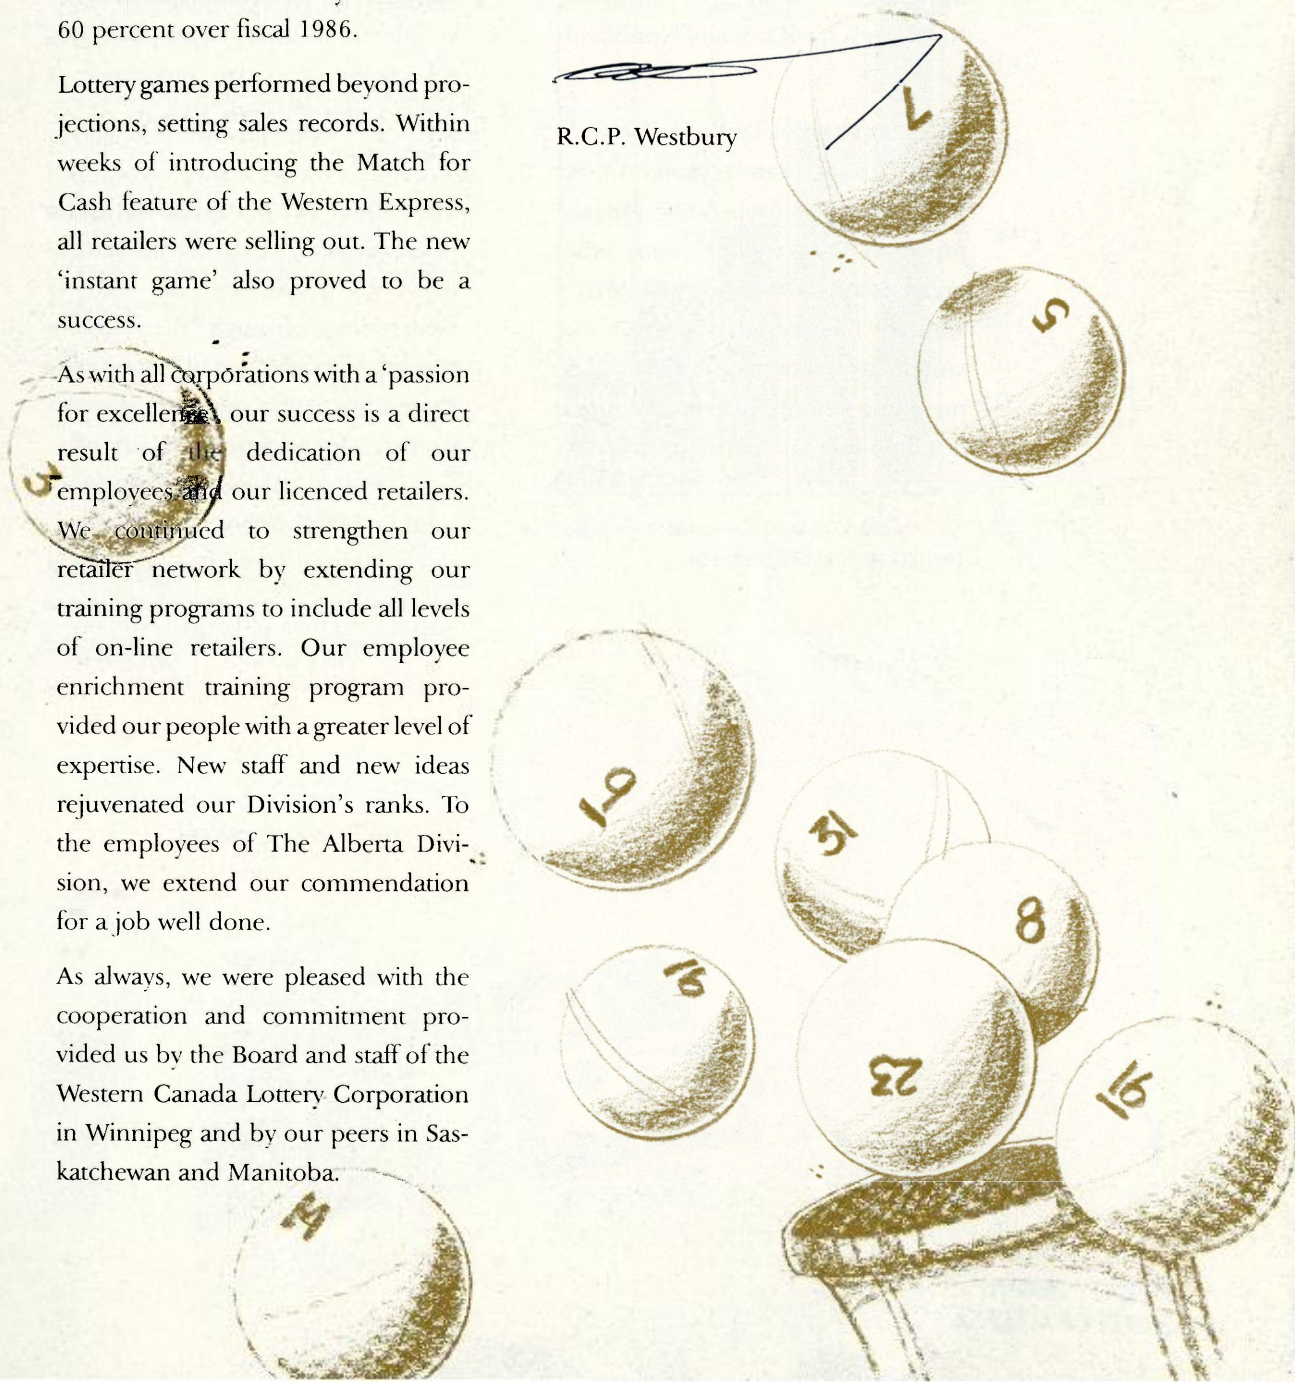 60 percent over fiscal 1986.
Lottery games performed beyond pro-
jections, setting sales records. Within
weeks of introducing the Match for
Cash feature of the Western Express,
all retailers were selling out. The new
‘instant game’ also proved to be a
success.
As with all corporations with a ‘passion
for excellence’, our success is a direct
result of the dedication of our
employees and our licenced retailers.
We continued to strengthen our
retailer network by extending our
training programs to include all levels
of on-line retailers. Our employee
enrichment training program pro-
vided our people with a greater level of
expertise. New staff and new ideas
rejuvenated our Division’s ranks. To
the employees of The Alberta Divi-
sion, we extend our commendation
for a job well done.
As always, we were pleased with the
cooperation and commitment pro-
vided us by the Board and staff of the
Western Canada Lottery Corporation
in Winnipeg and by our peers in Sas-
katchewan and Manitoba.
R.C.P. Westbury
5
3
31
8
23
16